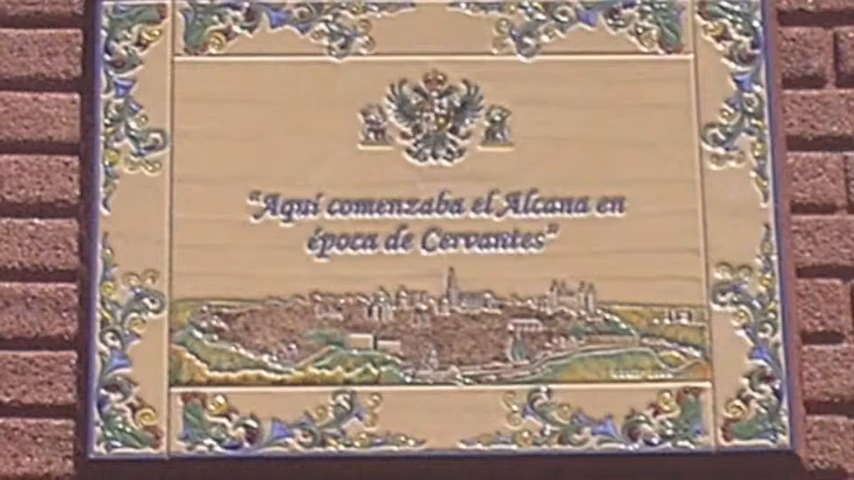 “Aquí comenzaba el Alcana en
época de Cervantes”